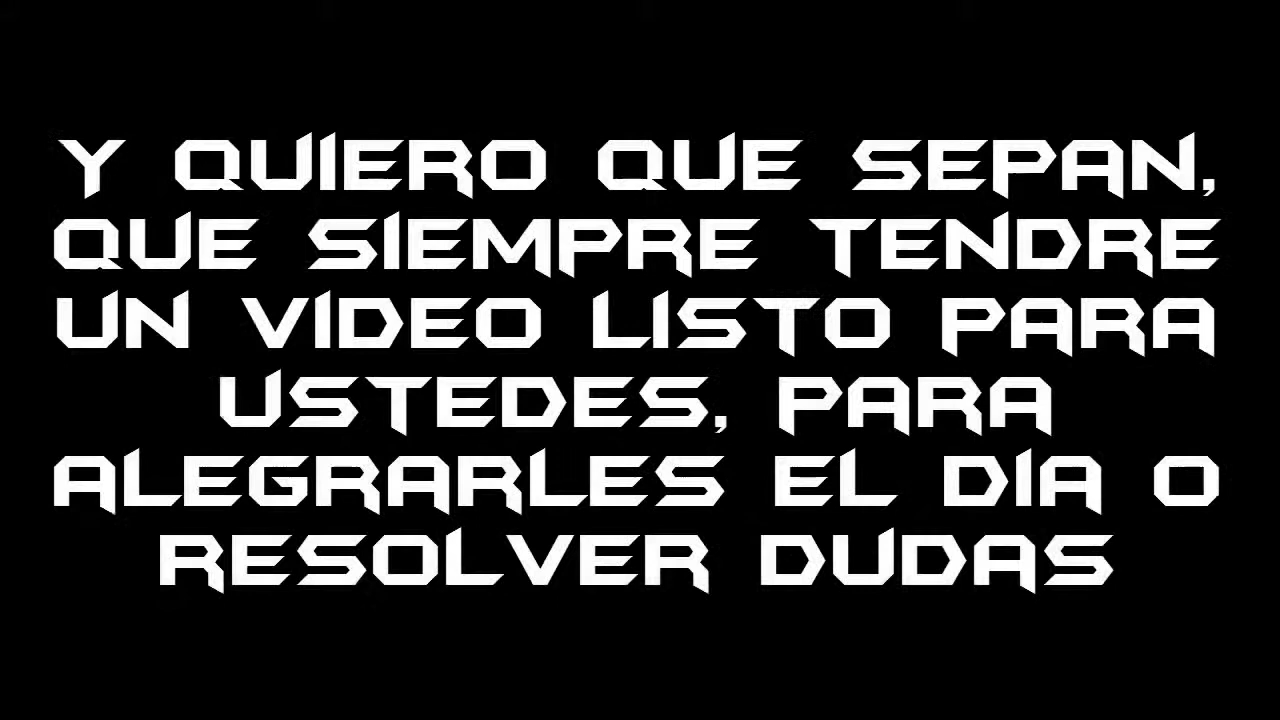 Y QUIERO QUE SEPAN,
QUE SIEMPRE TENDRE
UN VIDEO LISTO PARA
USTEDES, PARA
ALEGRARLES EL DIA O
RESOLVER DUDAS